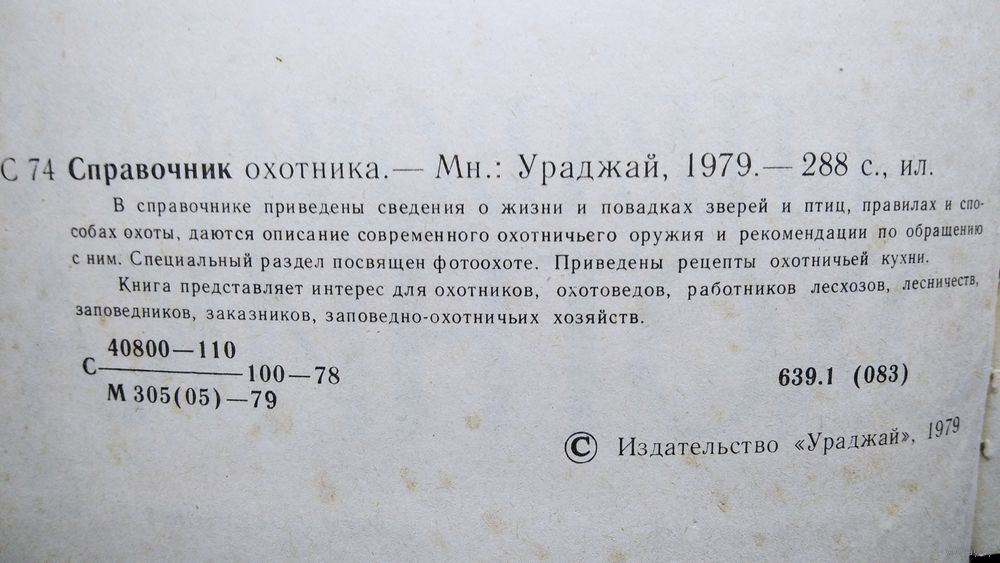 С 74 Справочник охотника.— Мн.: Ураджай, 1979.— 288 с., ил.
В справочнике приведены сведения о жизни и повадках зверей и птиц, правилах и спо-
собах охоты, даются описание современного охотничьего оружия и рекомендации по обращению
с ним. Специальный раздел посвящен фотоохоте. Приведены рецепты охотничьей кухни.
Книга представляет интерес для охотников, охотоведов, работников лесхозов, лесничеств,
заповедников, заказников, заповедно-охотничьих хозяйств.
40800—110
С 100—78
М 305(05)—79
639.1 (083)
© Издательство «Ураджай», 1979